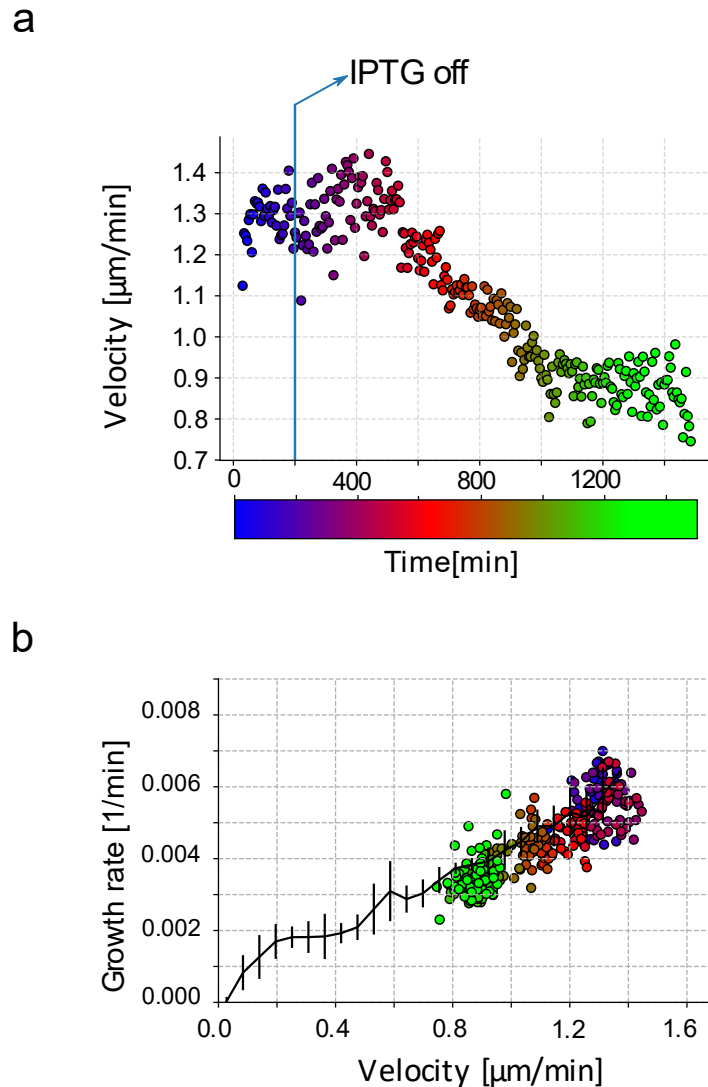 a
IPTG off
Velocity [µm/min]
1.4
1.3
1.2
1.1
1.0
0.9
0.8
0.7
0 400 800 1200
Time[min]
b
Growth rate [1/min]
0.008
0.006
0.004
0.002
0.000
0.0 0.4 0.8 1.2 1.6
Velocity [µm/min]